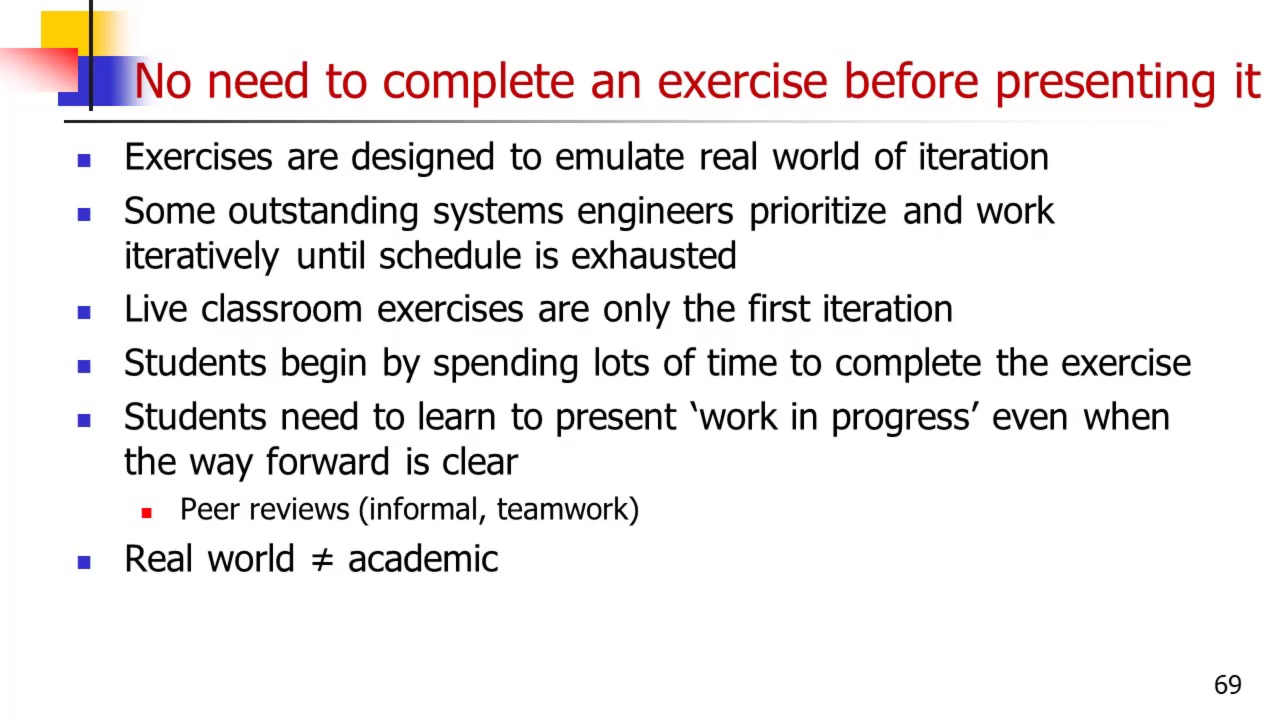 No need to complete an exercise before presenting it
Exercises are designed to emulate real world of iteration
Some outstanding systems engineers prioritize and work
iteratively until schedule is exhausted
Live classroom exercises are only the first iteration
Students begin by spending lots of time to complete the exercise
Students need to learn to present ‘work in progress’ even when
the way forward is clear
Peer reviews (informal, teamwork)
Real world ≠ academic
69